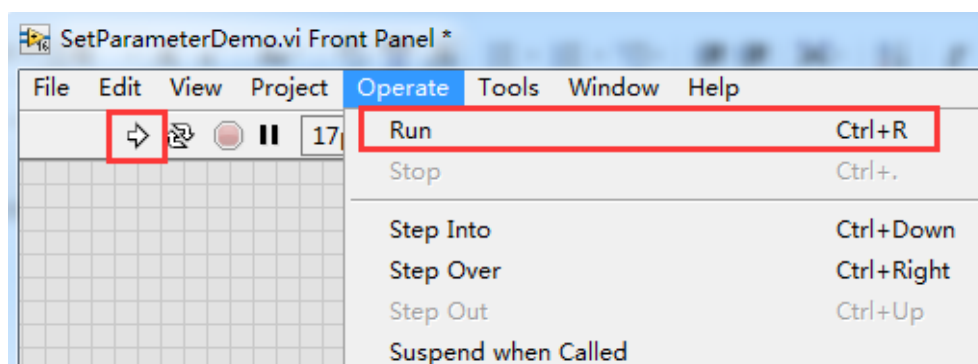 SetParameterDemo.vi Front Panel *
File Edit View Project Operate Tools Window Help
17
Run Ctrl+R
Stop Ctrl+.
Step Into Ctrl+Down
Step Over Ctrl+Right
Step Out Ctrl+Up
Suspend when Called